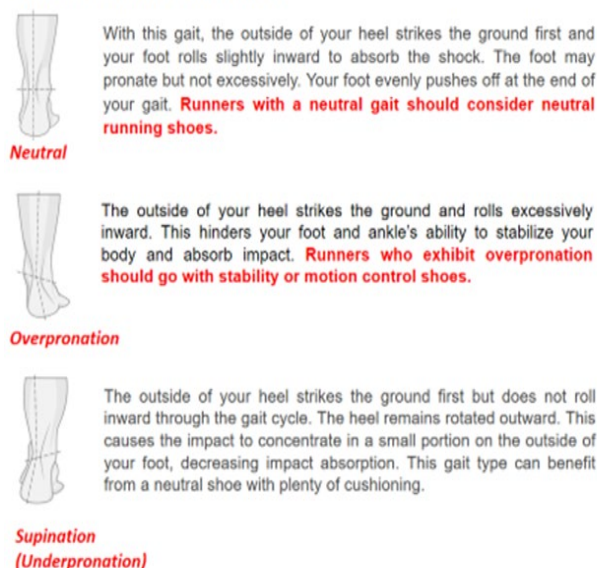 With this gait, the outside of your heel strikes the ground first and
your foot rolls slightly inward to absorb the shock. The foot may
pronate but not excessively. Your foot evenly pushes off at the end of
your gait. Runners with a neutral gait should consider neutral
running shoes.
Neutral
The outside of your heel strikes the ground and rolls excessively
inward. This hinders your foot and ankle's ability to stabilize your
body and absorb impact. Runners who exhibit overpronation
should go with stability or motion control shoes.
Overpronation
The outside of your heel strikes the ground first but does not roll
inward through the gait cycle. The heel remains rotated outward. This
causes the impact to concentrate in a small portion on the outside of
your foot, decreasing impact absorption. This gait type can benefit
from a neutral shoe with plenty of cushioning.
Supination
(Underpronation)